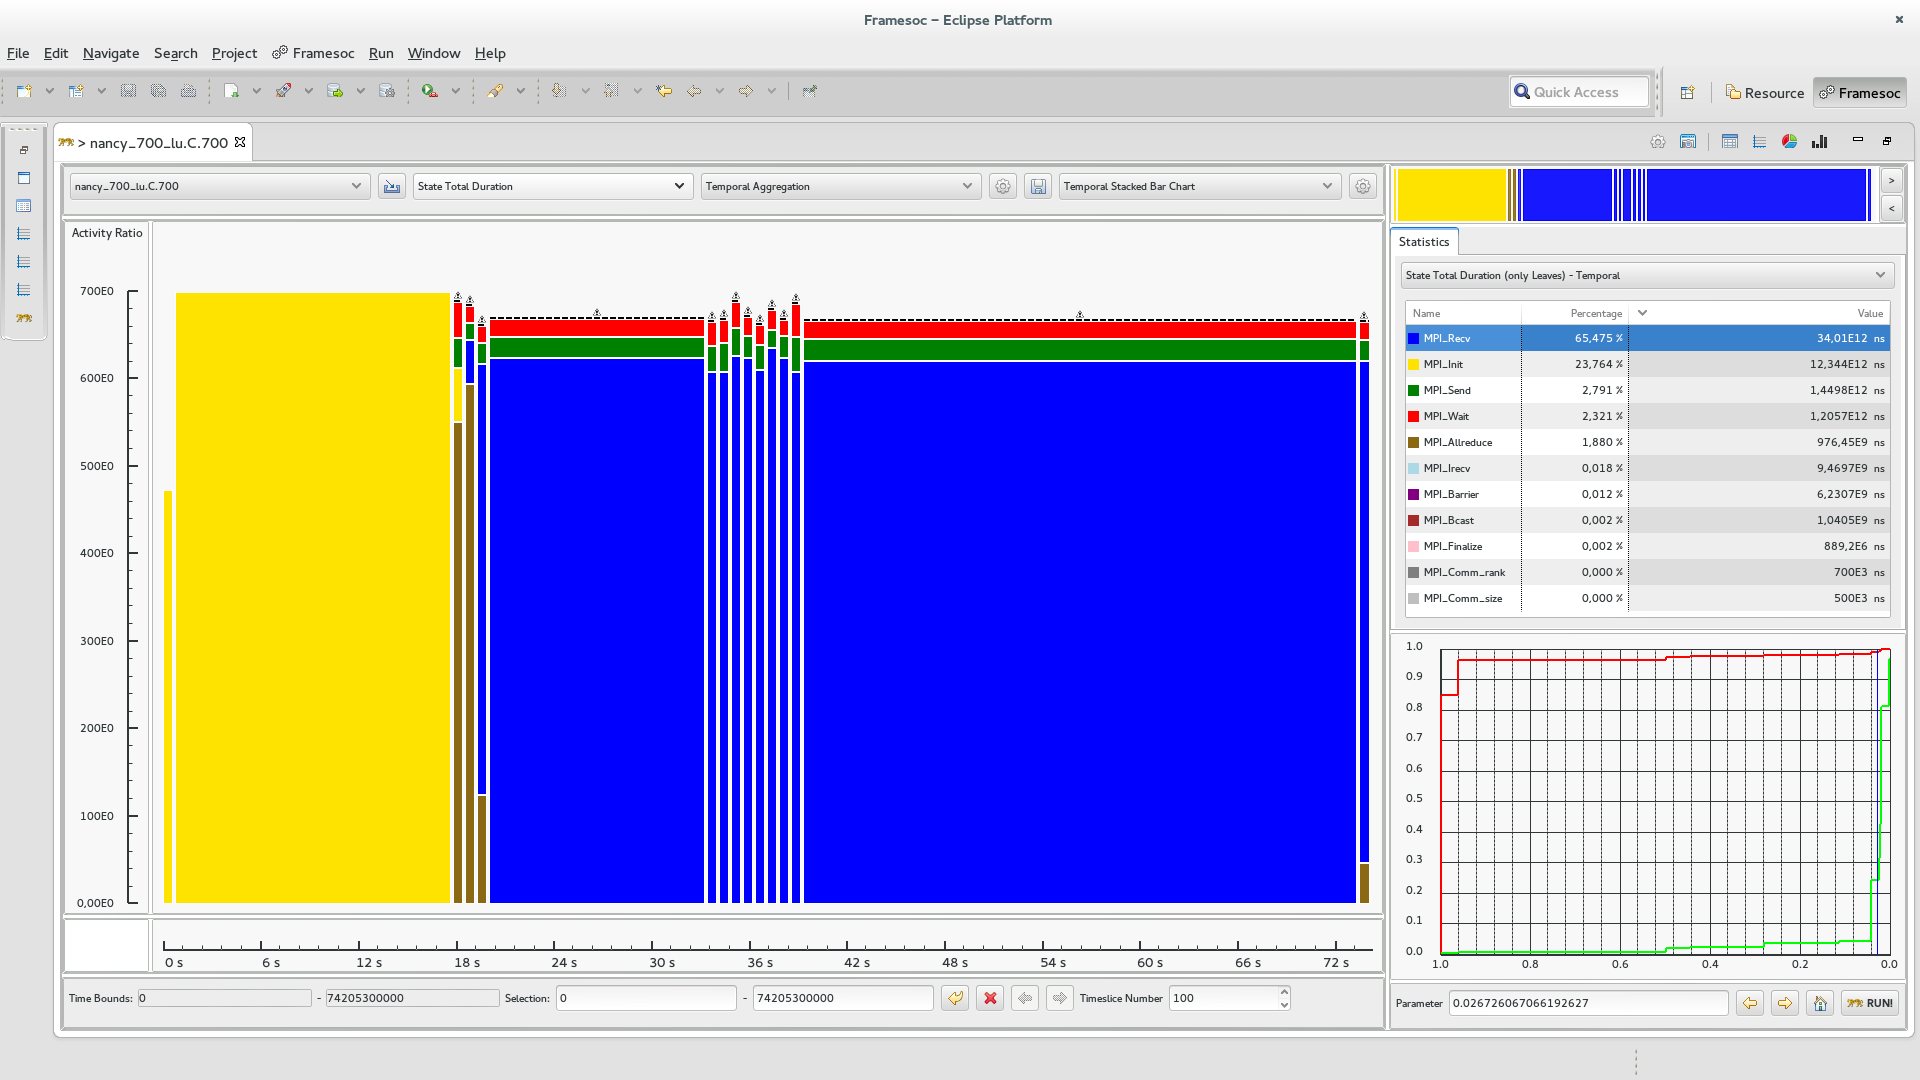 Framesoc – Eclipse Platform
File Edit Navigate Search Project Framesoc Run Window Help
Quick Access Resource Framesoc
> nancy_700_lu.C.700
nancy_700_lu.C.700 State Total Duration Temporal Aggregation Temporal Stacked Bar Chart
>
<
Activity Ratio
700E0
600E0
500E0
400E0
300E0
200E0
100E0
0,00E0
0 s 6 s 12 s 18 s 24 s 30 s 36 s 42 s 48 s 54 s 60 s 66 s 72 s
Time Bounds: 0 - 74205300000 Selection: 0 - 74205300000 Timeslice Number 100
Statistics
State Total Duration (only Leaves) - Temporal
Name Percentage Value
MPI_Recv 65,475 % 34,01E12 ns
MPI_Init 23,764 % 12,344E12 ns
MPI_Send 2,791 % 1,4498E12 ns
MPI_Wait 2,321 % 1,2057E12 ns
MPI_Allreduce 1,880 % 976,45E9 ns
MPI_Irecv 0,018 % 9,4697E9 ns
MPI_Barrier 0,012 % 6,2307E9 ns
MPI_Bcast 0,002 % 1,0405E9 ns
MPI_Finalize 0,002 % 889,2E6 ns
MPI_Comm_rank 0,000 % 700E3 ns
MPI_Comm_size 0,000 % 500E3 ns
1.0
0.9
0.8
0.7
0.6
0.5
0.4
0.3
0.2
0.1
0.0
1.0 0.8 0.6 0.4 0.2 0.0
Parameter 0.026726067066192627 RUN!